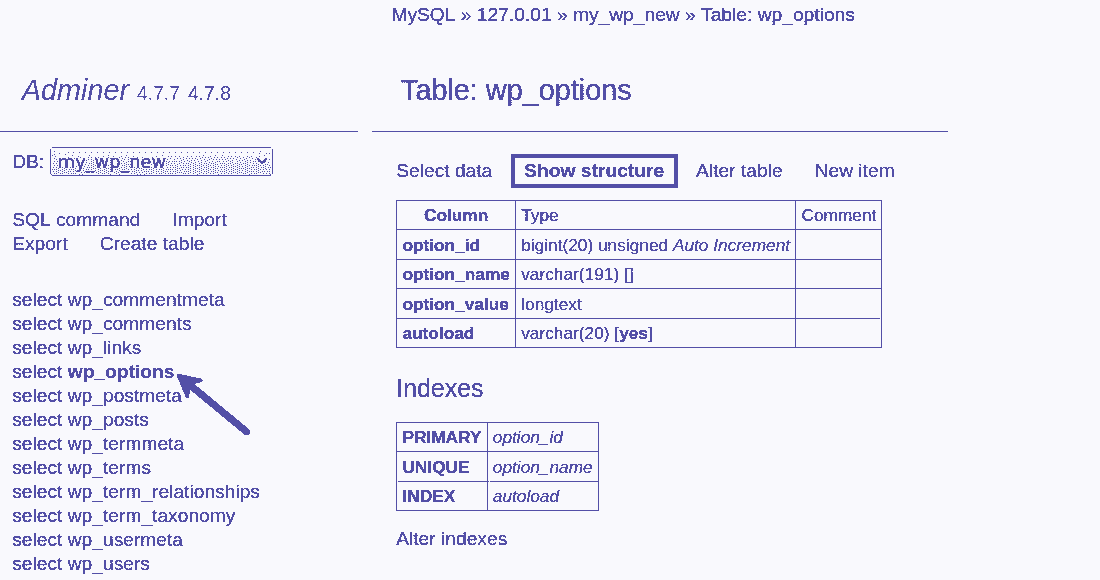 MySQL » 127.0.01 » my_wp_new » Table: wp_options
Adminer 4.7.7 4.7.8
DB: my_wp_new
SQL command Import
Export Create table
select wp_commentmeta
select wp_comments
select wp_links
select wp_options
select wp_postmeta
select wp_posts
select wp_termmeta
select wp_terms
select wp_term_relationships
select wp_term_taxonomy
select wp_usermeta
select wp_users
Table: wp_options
Select data Show structure Alter table New item
Column Type Comment
option_id bigint(20) unsigned Auto Increment
option_name varchar(191) []
option_value longtext
autoload varchar(20) [yes]
Indexes
PRIMARY option_id
UNIQUE option_name
INDEX autoload
Alter indexes